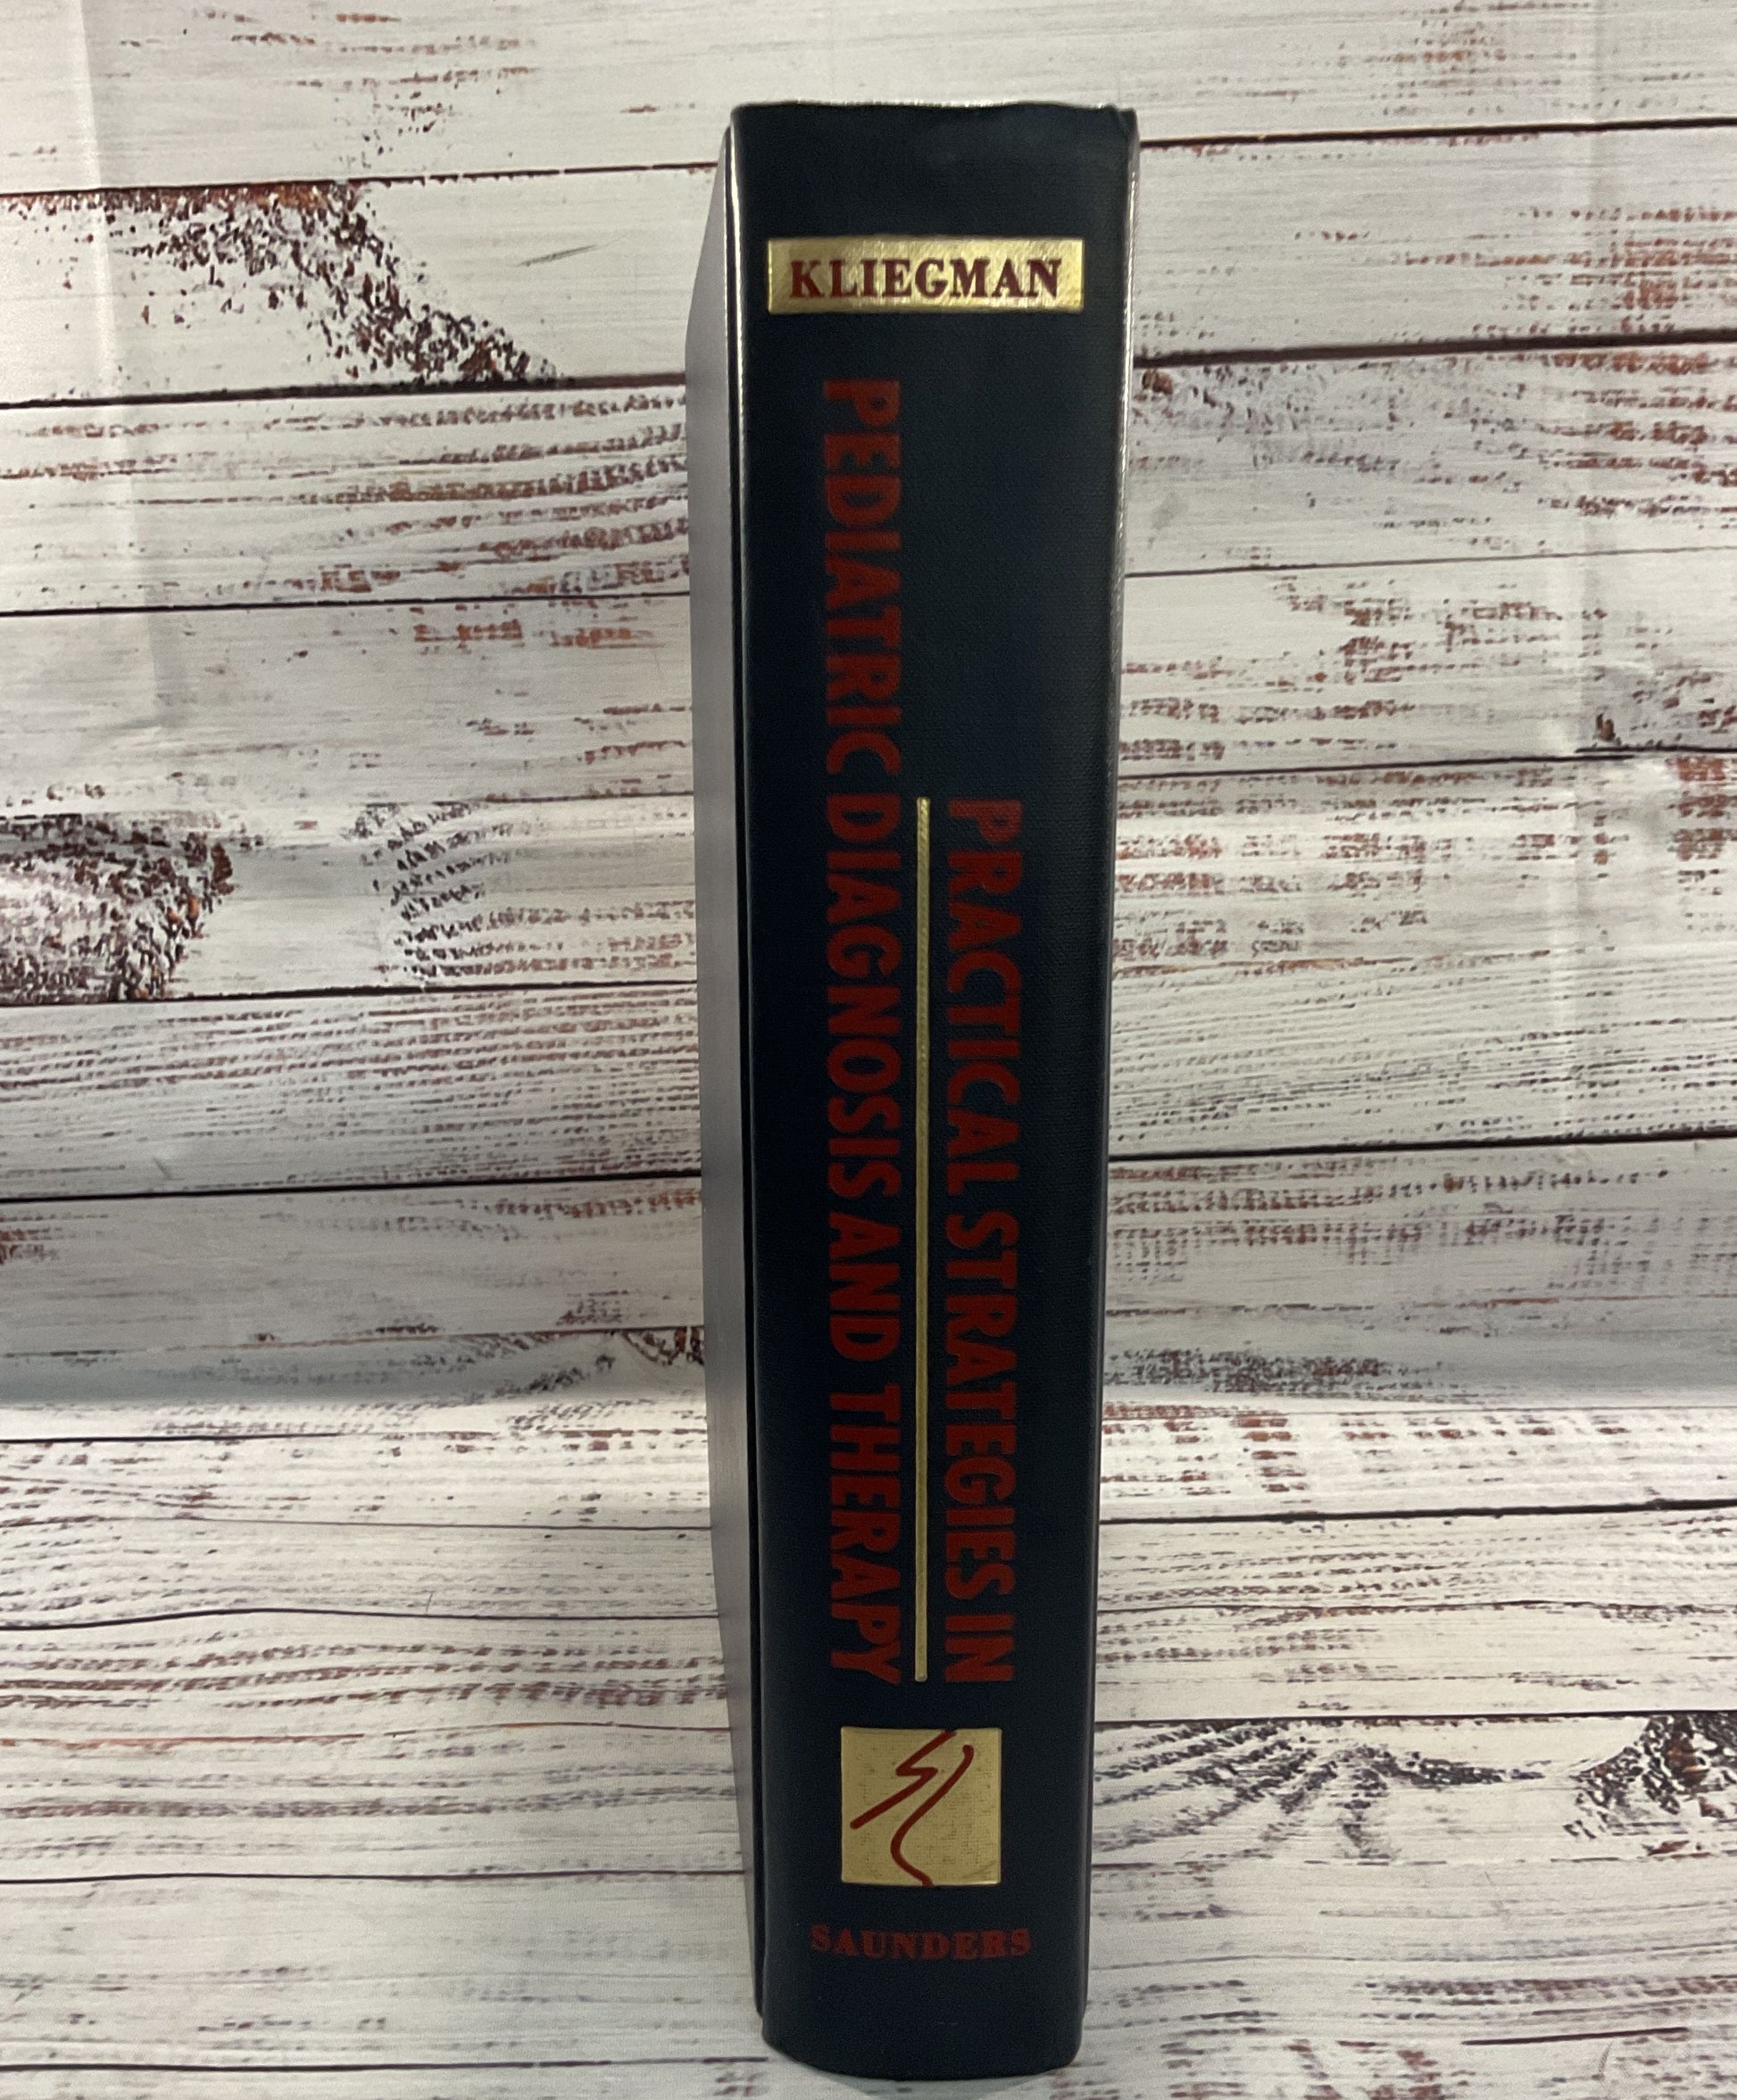 KLIEGMAN
PRACTICAL STRATEGIES IN
PEDIATRIC DIAGNOSIS AND THERAPY
SAUNDERS